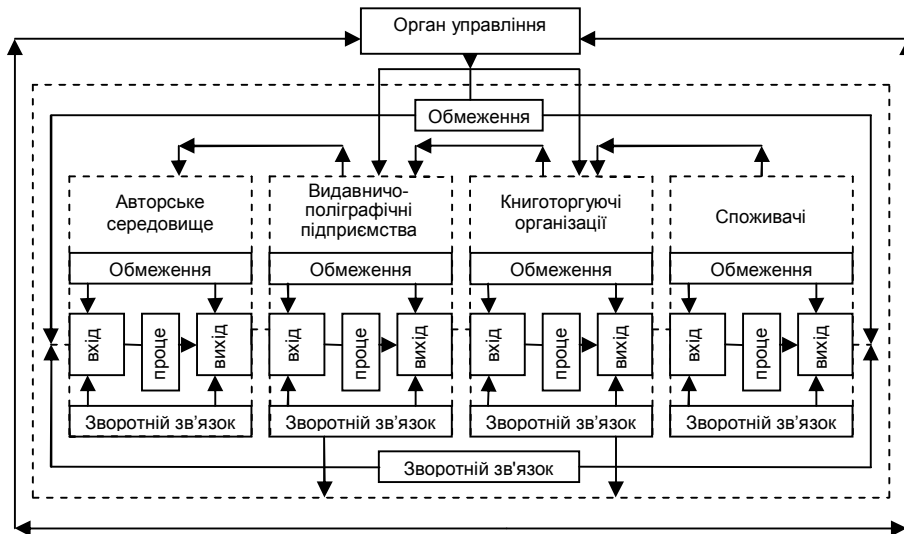 Орган управління
Обмеження
Авторське
середовище
Видавничо-
поліграфічні
підприємства
Книготоргуючі
організації
Споживачі
Обмеження
Обмеження
Обмеження
Обмеження
вхід
проце
вихід
вхід
проце
вихід
вхід
проце
вихід
вхід
проце
вихід
Зворотній зв’язок
Зворотній зв’язок
Зворотній зв’язок
Зворотній зв’язок
Зворотній зв'язок